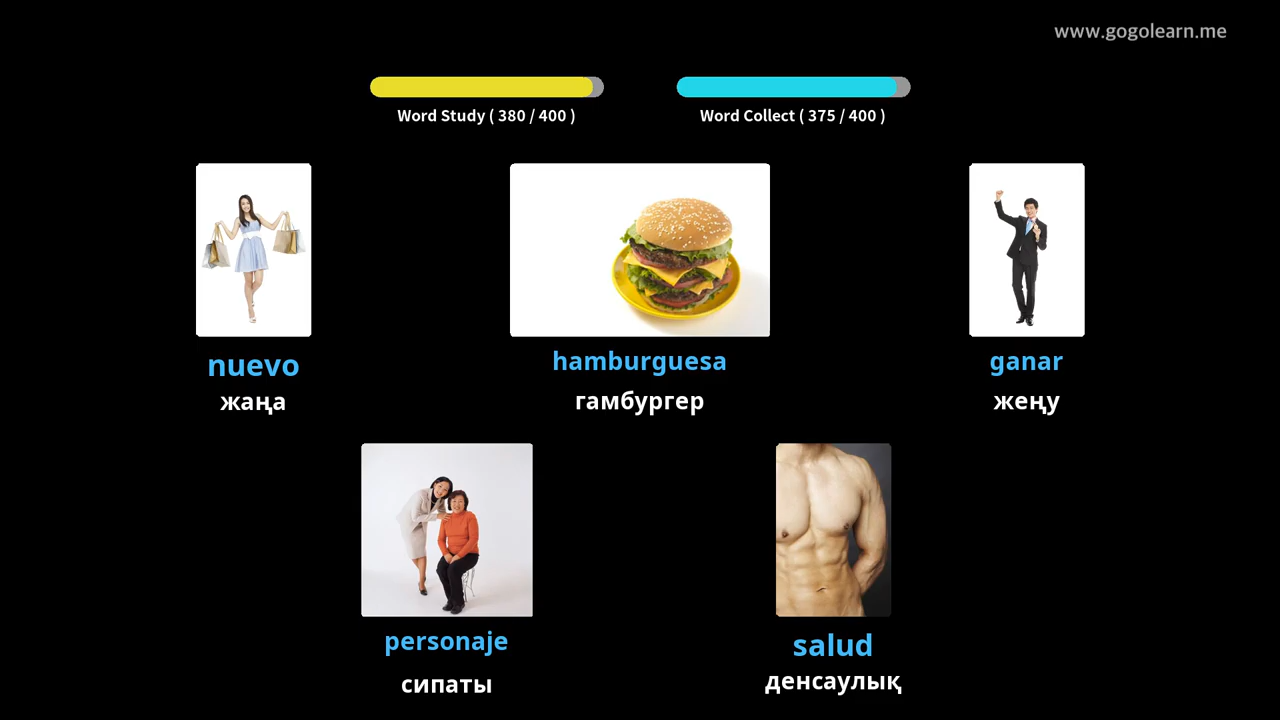 www.gogolearn.me
Word Study ( 380 / 400 )
Word Collect ( 375 / 400 )
nuevo
жаңа
hamburguesa
гамбургер
ganar
жеңу
personaje
сипаты
salud
денсаулық